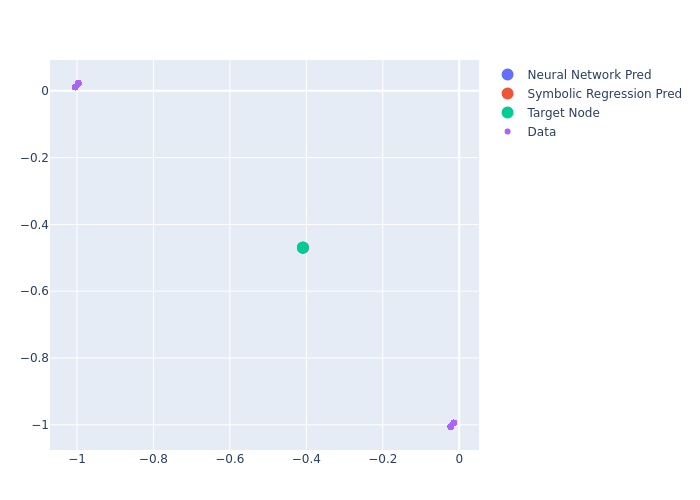 Neural Network Pred
Symbolic Regression Pred
Target Node
Data
0
−0.2
−0.4
−0.6
−0.8
−1
−1 −0.8 −0.6 −0.4 −0.2 0